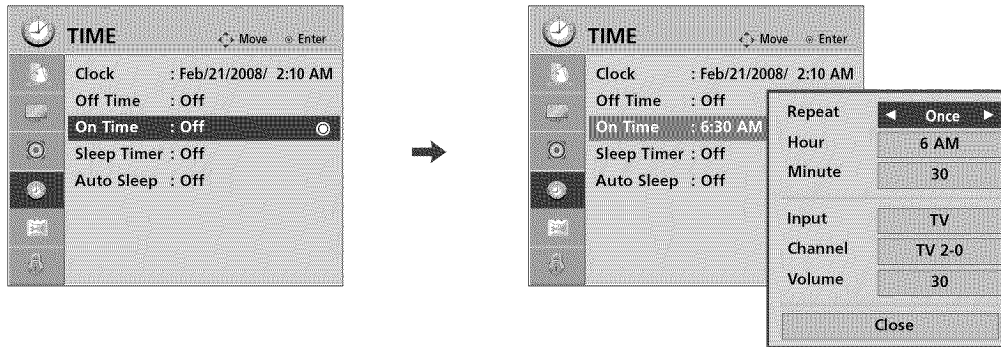 TIME
Move Enter
Clock : Feb/21/2008/ 2:10 AM
Off Time : Off
On Time : Off
Sleep Timer : Off
Auto Sleep : Off
TIME
Move Enter
Clock : Feb/21/2008/ 2:10 AM
Off Time : Off
On Time : 6:30 AM
Sleep Timer : Off
Auto Sleep : Off
Repeat Once
Hour 6 AM
Minute 30
Input TV
Channel TV 2-0
Volume 30
Close